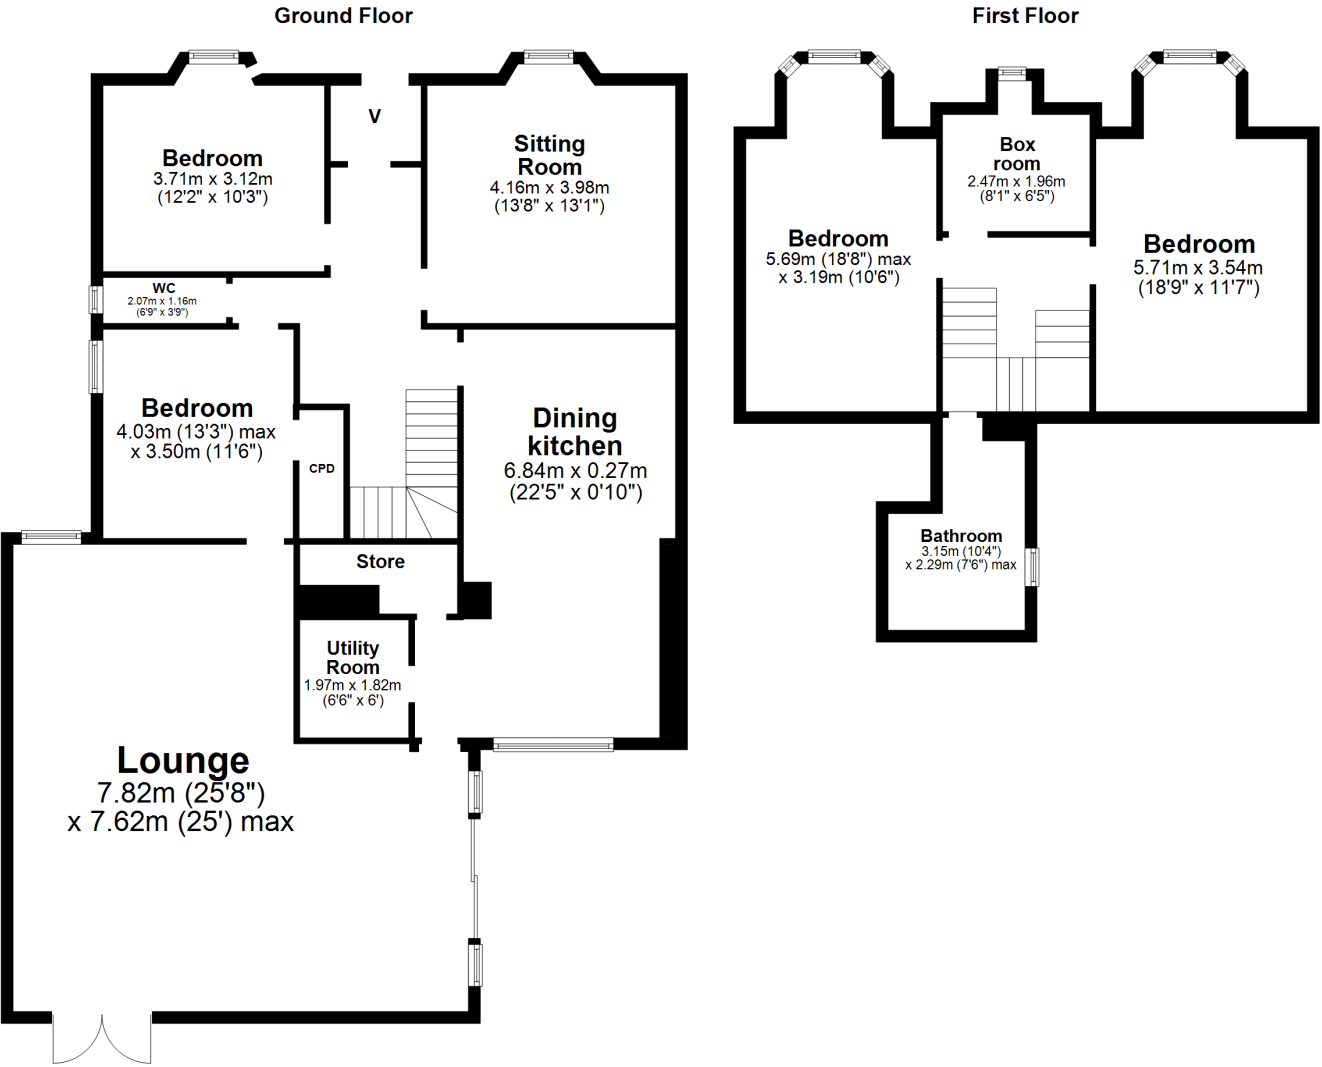 Ground Floor
First Floor
V
Bedroom
3.71m x 3.12m
(12'2" x 10'3")
Sitting
Room
4.16m x 3.98m
(13'8" x 13'1")
WC
2.07m x 1.16m
(6'9" x 3'9")
Bedroom
4.03m (13'3") max
x 3.50m (11'6")
CPD
Dining
kitchen
6.84m x 0.27m
(22'5" x 0'10")
Store
Utility
Room
1.97m x 1.82m
(6'6" x 6')
Lounge
7.82m (25'8")
x 7.62m (25') max
Box
room
2.47m x 1.96m
(8'1" x 6'5")
Bedroom
5.69m (18'8") max
x 3.19m (10'6")
Bedroom
5.71m x 3.54m
(18'9" x 11'7")
Bathroom
3.15m (10'4")
x 2.29m (7'6") max